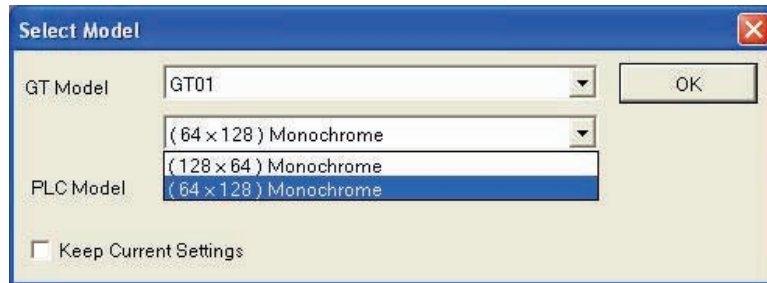 Select Model
GT Model
GT01
OK
(64×128) Monochrome
(128×64) Monochrome
PLC Model
(64×128) Monochrome
Keep Current Settings